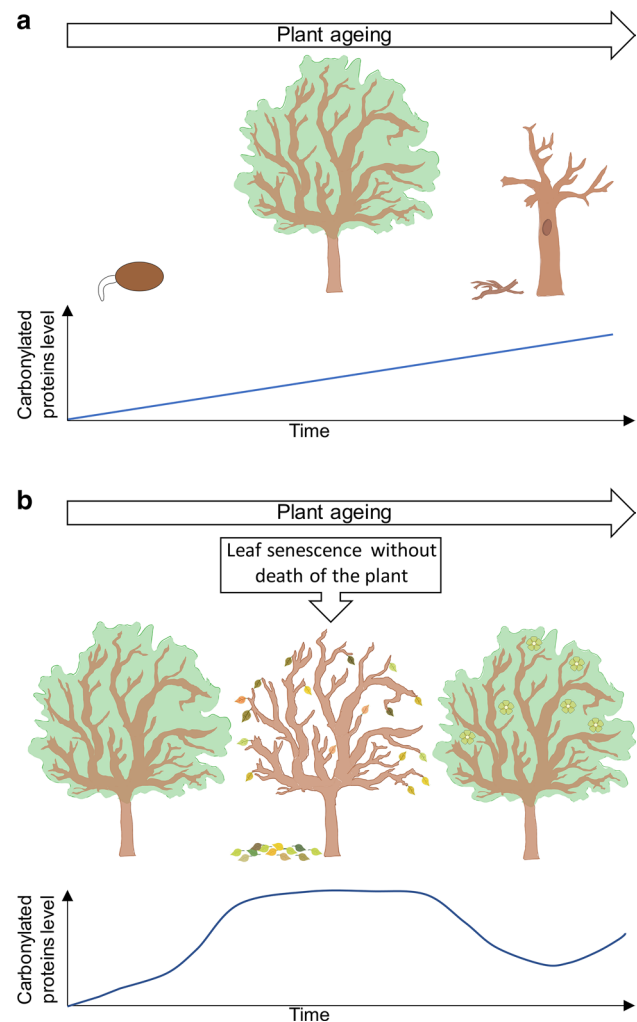 a
Plant ageing
Carbonylated
proteins level
Time
b
Plant ageing
Leaf senescence without
death of the plant
Carbonylated
proteins level
Time